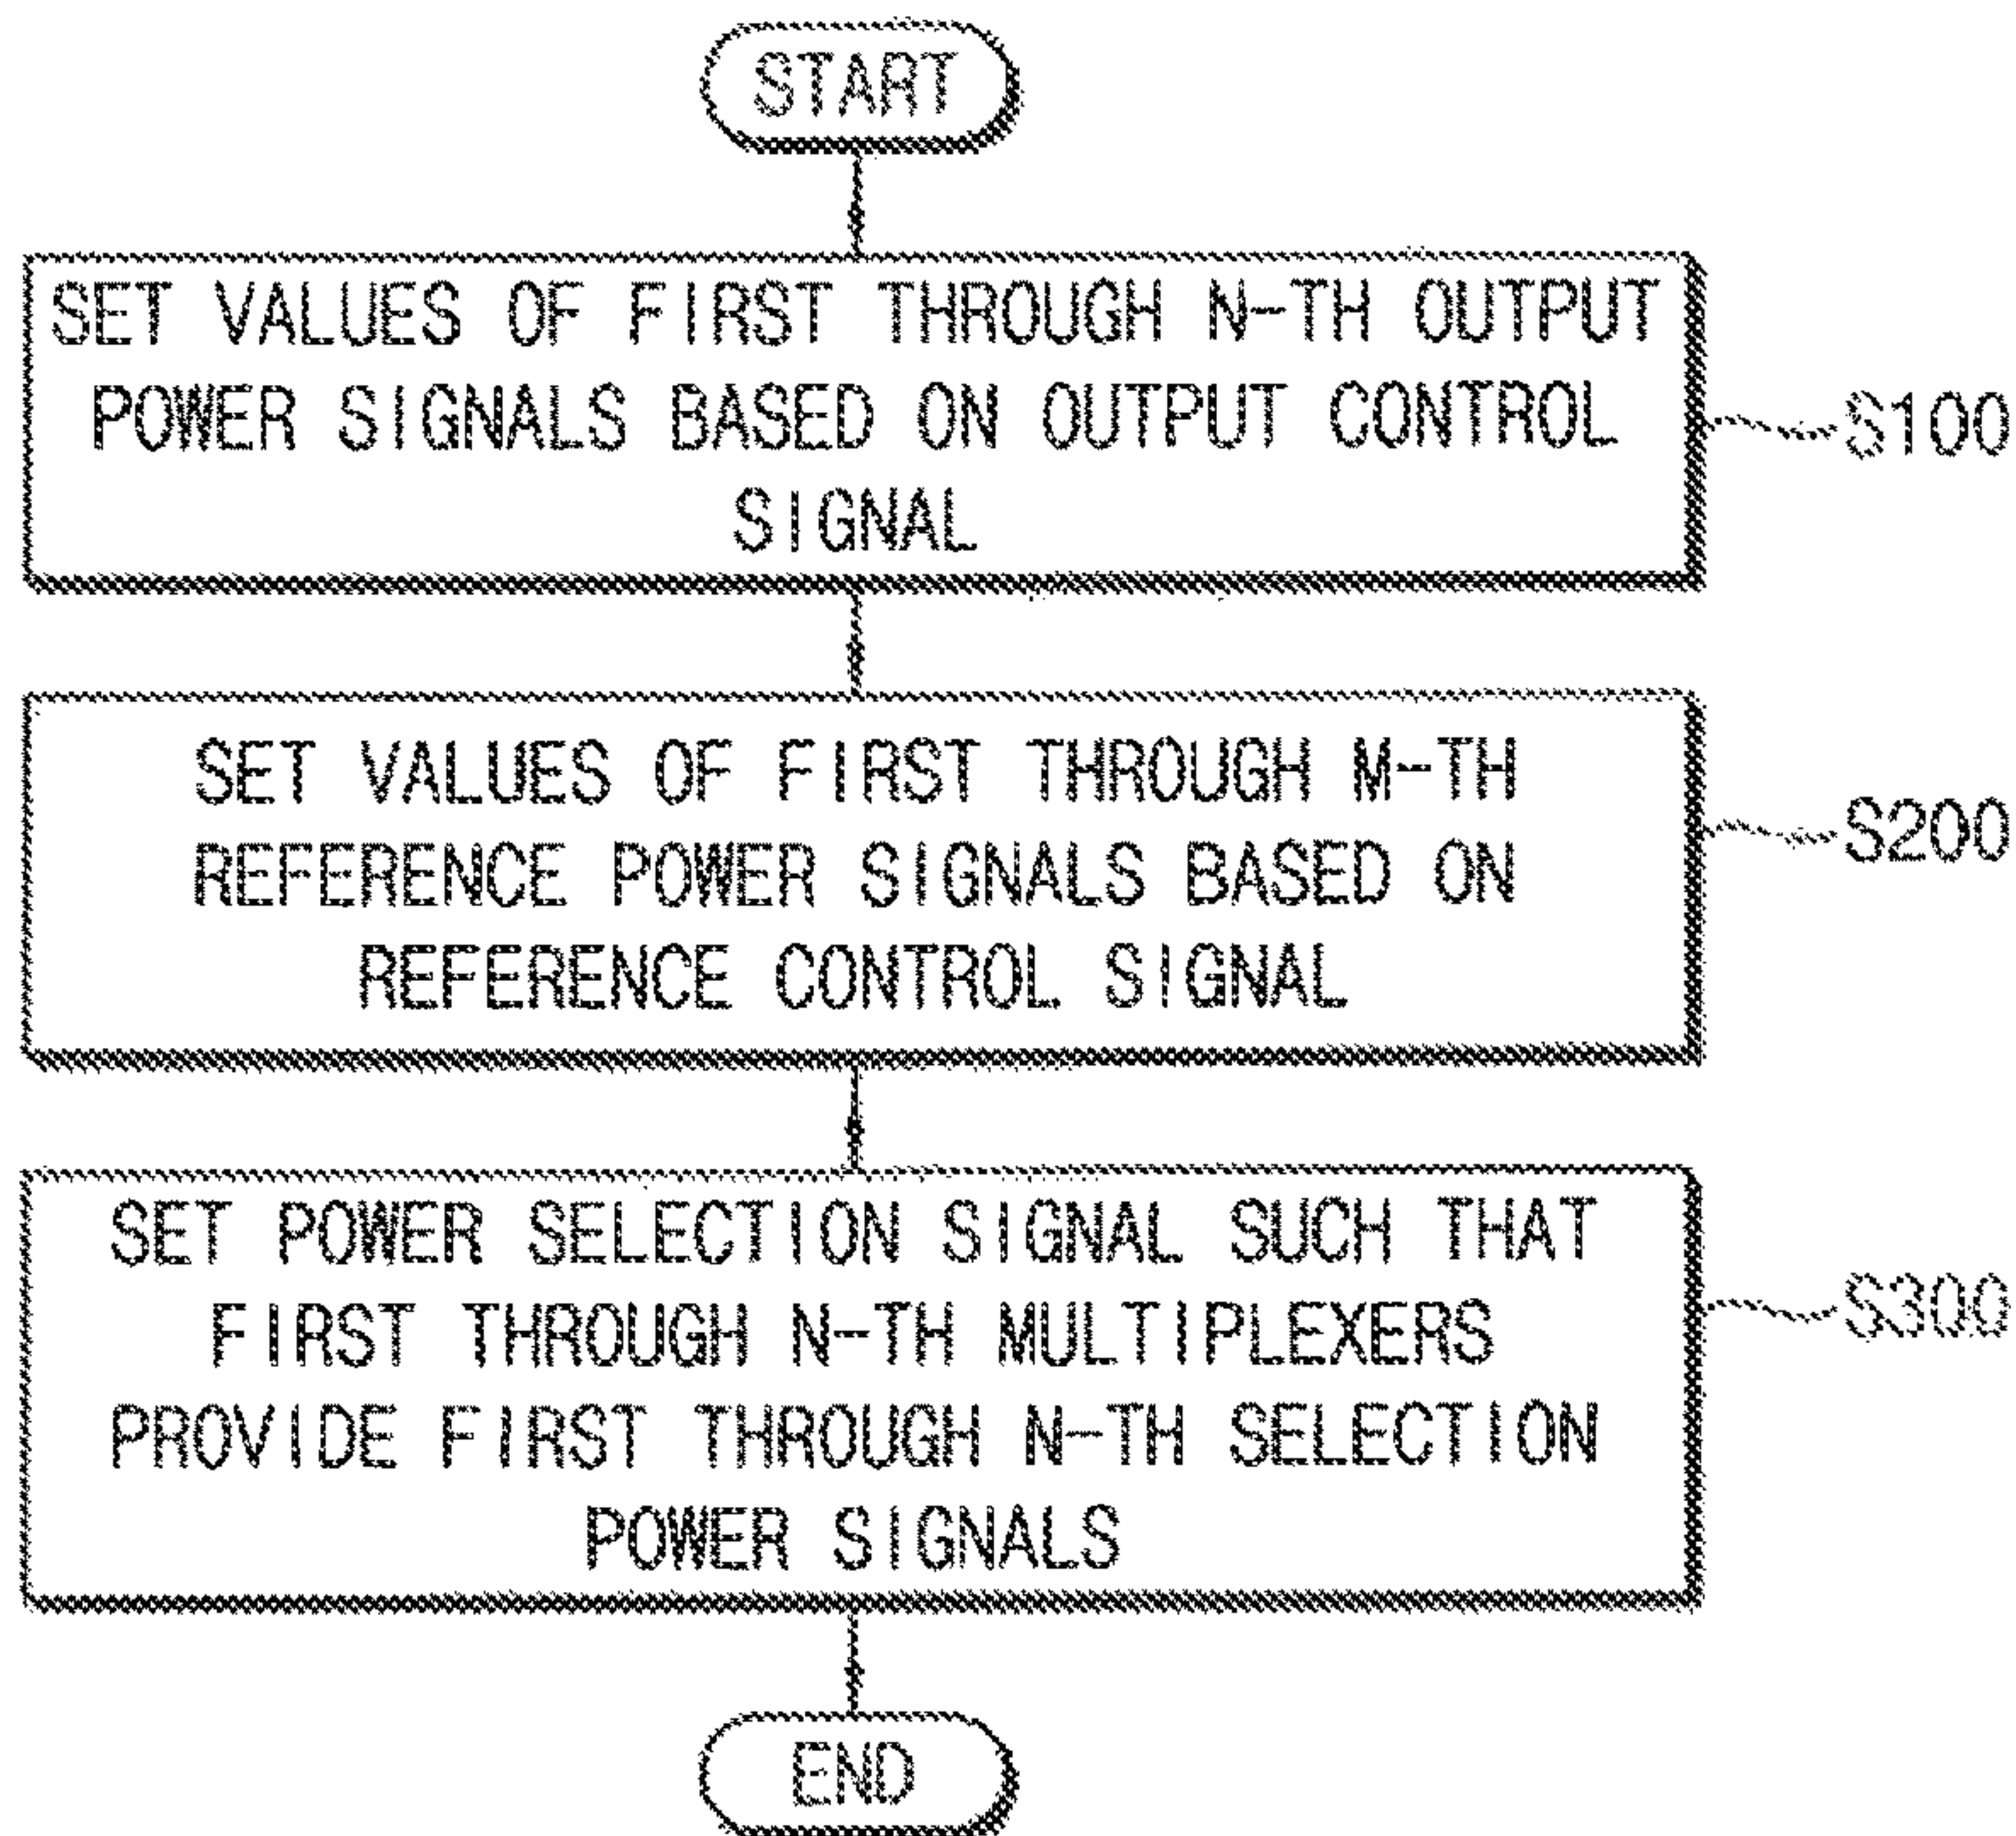 START
SET VALUES OF FIRST THROUGH N-TH OUTPUT
POWER SIGNALS BASED ON OUTPUT CONTROL
SIGNAL
S100
SET VALUES OF FIRST THROUGH M-TH
REFERENCE POWER SIGNALS BASED ON
REFERENCE CONTROL SIGNAL
S200
SET POWER SELECTION SIGNAL SUCH THAT
FIRST THROUGH N-TH MULTIPLEXERS
PROVIDE FIRST THROUGH N-TH SELECTION
POWER SIGNALS
S300
END